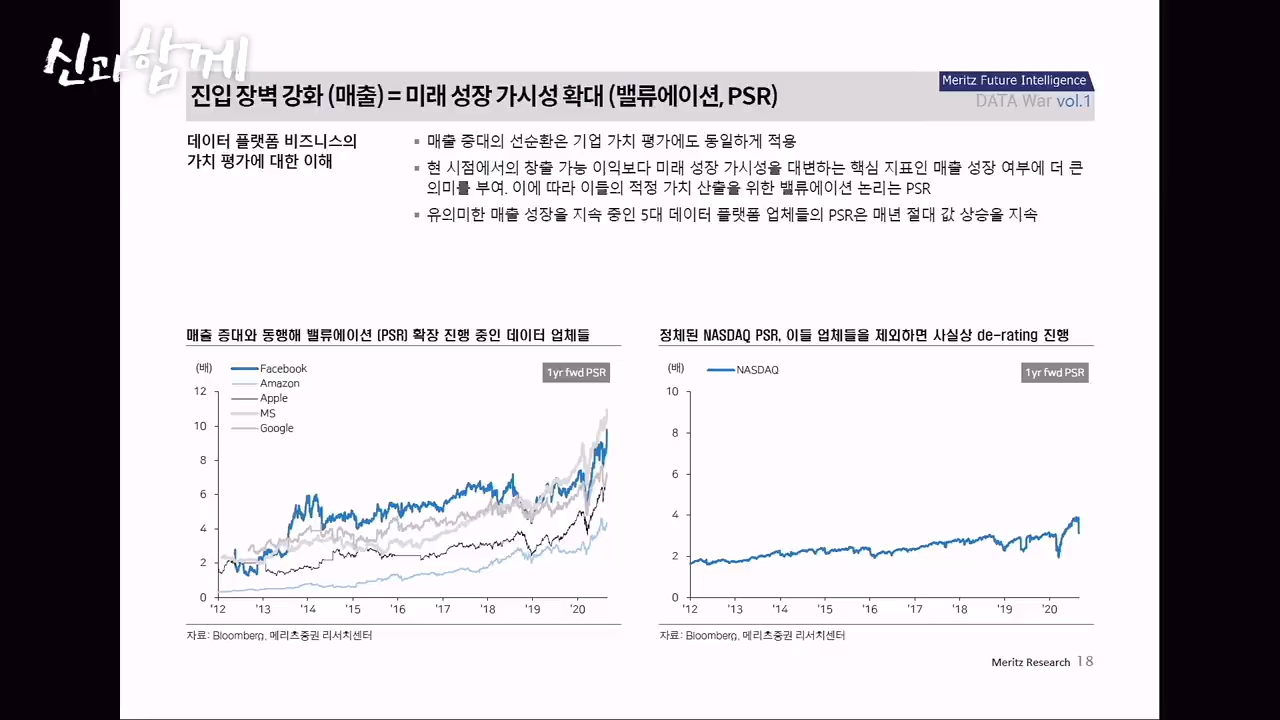 신과함께
진입 장벽 강화 (매출) = 미래 성장 가시성 확대 (밸류에이션, PSR)
Meritz Future Intelligence
DATA War vol.1
데이터 플랫폼 비즈니스의
가치 평가에 대한 이해
▪ 매출 증대의 선순환은 기업 가치 평가에도 동일하게 적용
▪ 현 시점에서의 창출 가능 이익보다 미래 성장 가시성을 대변하는 핵심 지표인 매출 성장 여부에 더 큰
의미를 부여. 이에 따라 이들의 적정 가치 산출을 위한 밸류에이션 논리는 PSR
▪ 유의미한 매출 성장을 지속 중인 5대 데이터 플랫폼 업체들의 PSR은 매년 절대 값 상승을 지속
매출 증대와 동행해 밸류에이션 (PSR) 확장 진행 중인 데이터 업체들
(배)
Facebook
Amazon
Apple
MS
Google
1yr fwd PSR
12
10
8
6
4
2
0
'12 '13 '14 '15 '16 '17 '18 '19 '20
자료: Bloomberg, 메리츠증권 리서치센터
정체된 NASDAQ PSR, 이들 업체들을 제외하면 사실상 de-rating 진행
(배)
NASDAQ
1yr fwd PSR
10
8
6
4
2
0
'12 '13 '14 '15 '16 '17 '18 '19 '20
자료: Bloomberg, 메리츠증권 리서치센터
Meritz Research 18